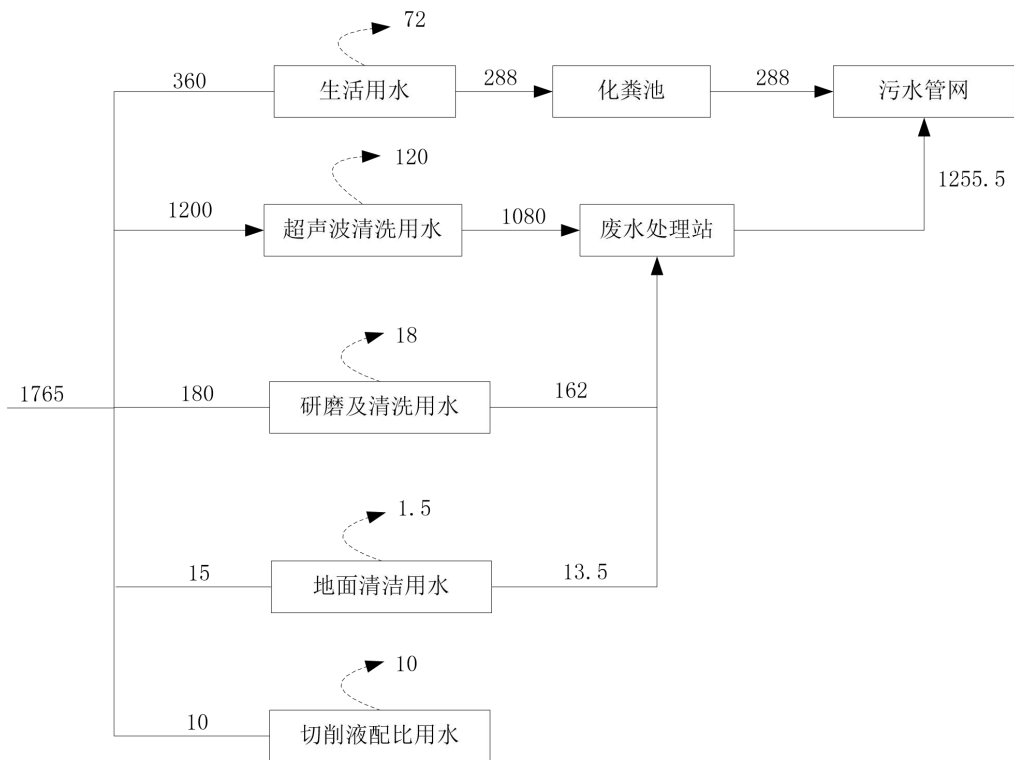 72
360
生活用水
288
化粪池
288
污水管网
120
1255.5
1200
超声波清洗用水
1080
废水处理站
18
1765
180
研磨及清洗用水
162
1.5
15
地面清洁用水
13.5
10
10
切削液配比用水